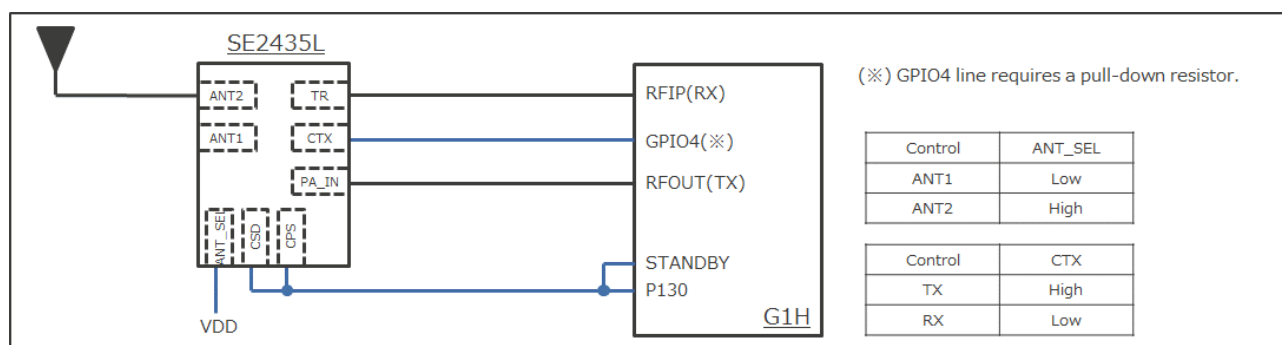 SE2435L
ANT2
TR
RFIP(RX)
ANT1
CTX
GPIO4(※)
PA_IN
RFOUT(TX)
ANT_SEL
CSD
CPS
STANDBY
P130
VDD
G1H
(※) GPIO4 line requires a pull-down resistor.
Control ANT_SEL
ANT1 Low
ANT2 High
Control CTX
TX High
RX Low